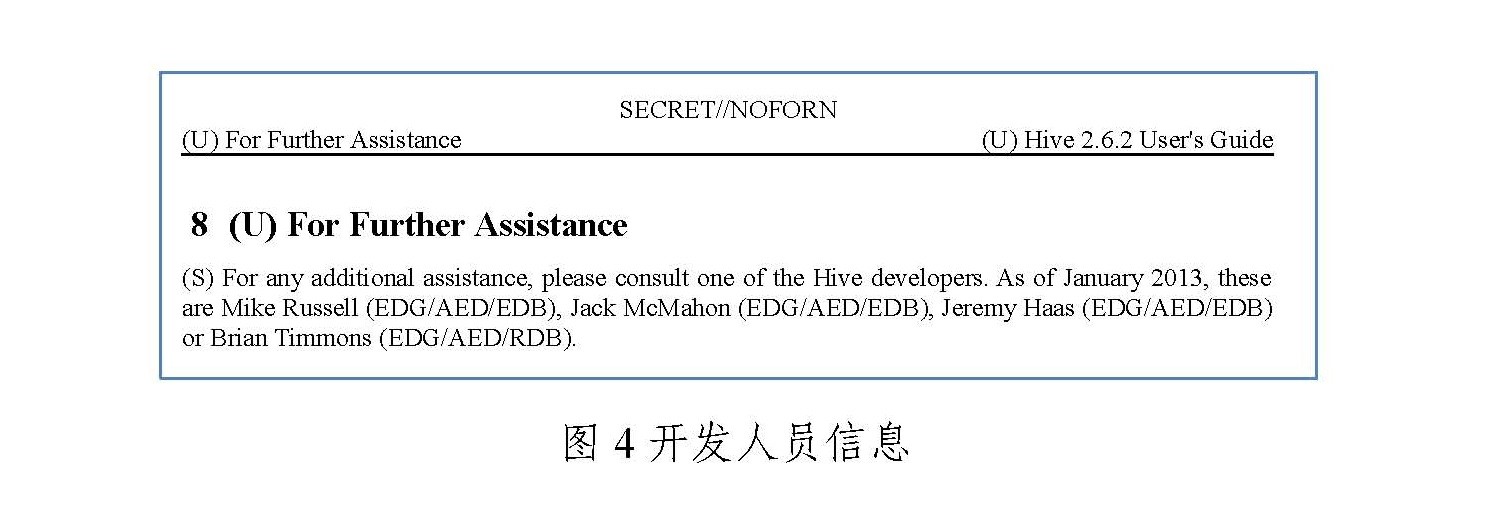 SECRET//NOFORN
(U) For Further Assistance (U) Hive 2.6.2 User's Guide
8 (U) For Further Assistance
(S) For any additional assistance, please consult one of the Hive developers. As of January 2013, these
are Mike Russell (EDG/AED/EDB), Jack McMahon (EDG/AED/EDB), Jeremy Haas (EDG/AED/EDB)
or Brian Timmons (EDG/AED/RDB).
图 4 开发人员信息